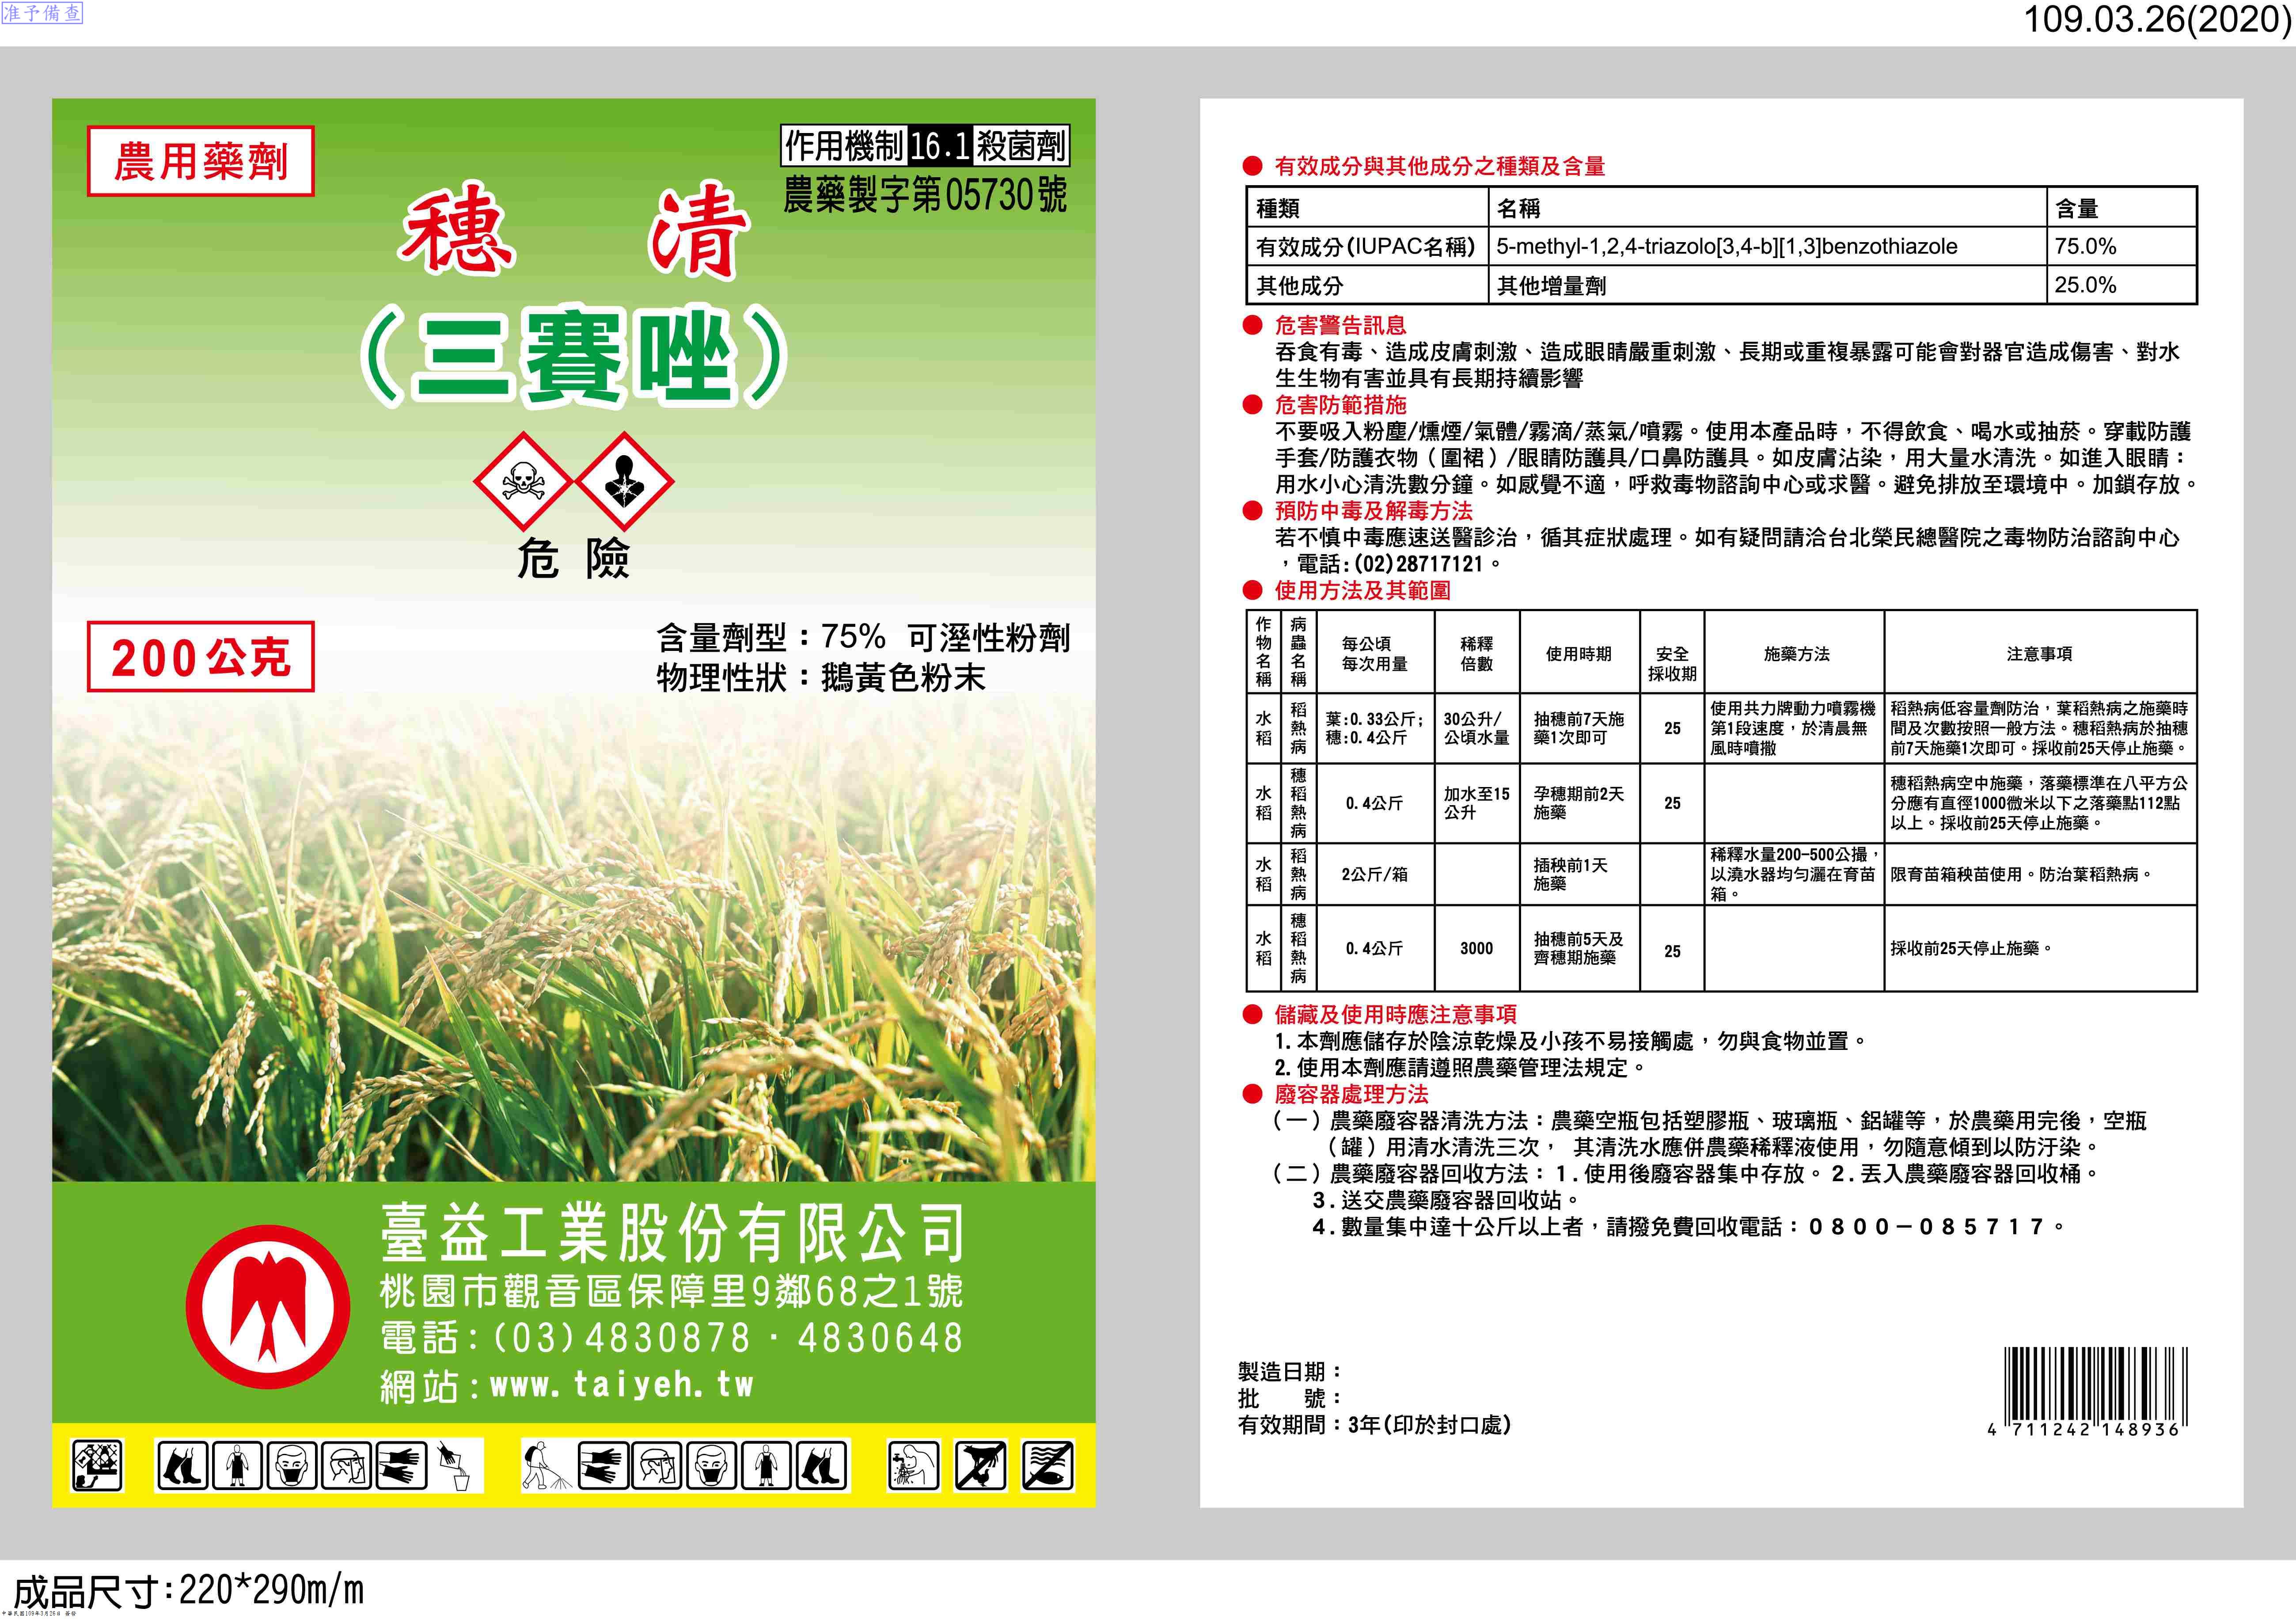 准予備查
109.03.26(2020)
農用藥劑
作用機制16.1殺菌劑
農藥製字第05730號
穗 清
(三賽唑)
危 險
200公克
含量劑型：75% 可溼性粉劑
物理性狀：鵝黃色粉末
臺益工業股份有限公司
桃園市觀音區保障里9鄰68之1號
電話:(03)4830878·4830648
網站:www.taiyeh.tw
● 有效成分與其他成分之種類及含量
種類 名稱 含量
有效成分(IUPAC名稱) 5-methyl-1,2,4-triazolo[3,4-b][1,3]benzothiazole 75.0%
其他成分 其他增量劑 25.0%
● 危害警告訊息
吞食有毒、造成皮膚刺激、造成眼睛嚴重刺激、長期或重複暴露可能會對器官造成傷害、對水
生生物有害並具有長期持續影響
● 危害防範措施
不要吸入粉塵/燻煙/氣體/霧滴/蒸氣/噴霧。使用本產品時，不得飲食、喝水或抽菸。穿載防護
手套/防護衣物（圍裙）/眼睛防護具/口鼻防護具。如皮膚沾染，用大量水清洗。如進入眼睛：
用水小心清洗數分鐘。如感覺不適，呼救毒物諮詢中心或求醫。避免排放至環境中。加鎖存放。
● 預防中毒及解毒方法
若不慎中毒應速送醫診治，循其症狀處理。如有疑問請洽台北榮民總醫院之毒物防治諮詢中心
，電話:(02)28717121。
● 使用方法及其範圍
作物名稱 病蟲名稱 每公頃每次用量 稀釋倍數 使用時期 安全採收期 施藥方法 注意事項
水稻 稻熱病 葉:0.33公斤;穗:0.4公斤 30公升/公頃水量 抽穗前7天施藥1次即可 25 使用共力牌動力噴霧機第1段速度，於清晨無風時噴撒 稻熱病低容量劑防治，葉稻熱病之施藥時間及次數按照一般方法。穗稻熱病於抽穗前7天施藥1次即可。採收前25天停止施藥。
水稻 穗稻熱病 0.4公斤 加水至15公升 孕穗期前2天施藥 25 穗稻熱病空中施藥，落藥標準在八平方公分應有直徑1000微米以下之落藥點112點以上。採收前25天停止施藥。
水稻 稻熱病 2公斤/箱 插秧前1天施藥 稀釋水量200-500公撮，以澆水器均勻灑在育苗箱。 限育苗箱秧苗使用。防治葉稻熱病。
水稻 穗稻熱病 0.4公斤 3000 抽穗前5天及齊穗期施藥 25 採收前25天停止施藥。
● 儲藏及使用時應注意事項
1.本劑應儲存於陰涼乾燥及小孩不易接觸處，勿與食物並置。
2.使用本劑應請遵照農藥管理法規定。
● 廢容器處理方法
（一）農藥廢容器清洗方法：農藥空瓶包括塑膠瓶、玻璃瓶、鋁罐等，於農藥用完後，空瓶
（罐）用清水清洗三次， 其清洗水應併農藥稀釋液使用，勿隨意傾到以防汙染。
（二）農藥廢容器回收方法：1.使用後廢容器集中存放。2.丟入農藥廢容器回收桶。
3.送交農藥廢容器回收站。
4.數量集中達十公斤以上者，請撥免費回收電話：0800－085717。
製造日期：
批 號：
有效期間：3年(印於封口處)
4 711242 148936
成品尺寸:220*290m/m
中華民國109年3月26日 簽發